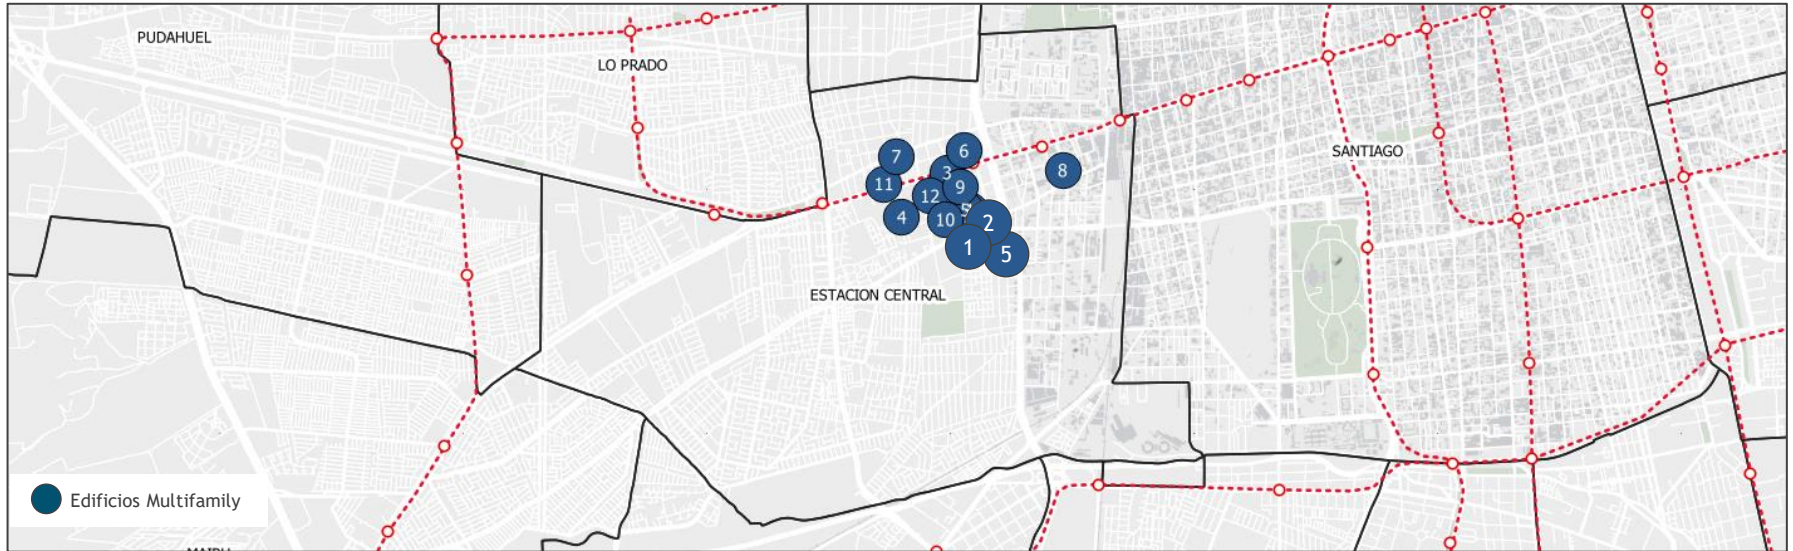 PUDAHUEL
LO PRADO
SANTIAGO
6
7
3
8
11
9
12
5
4
10
2
1
5
ESTACION CENTRAL
Edificios Multifamily